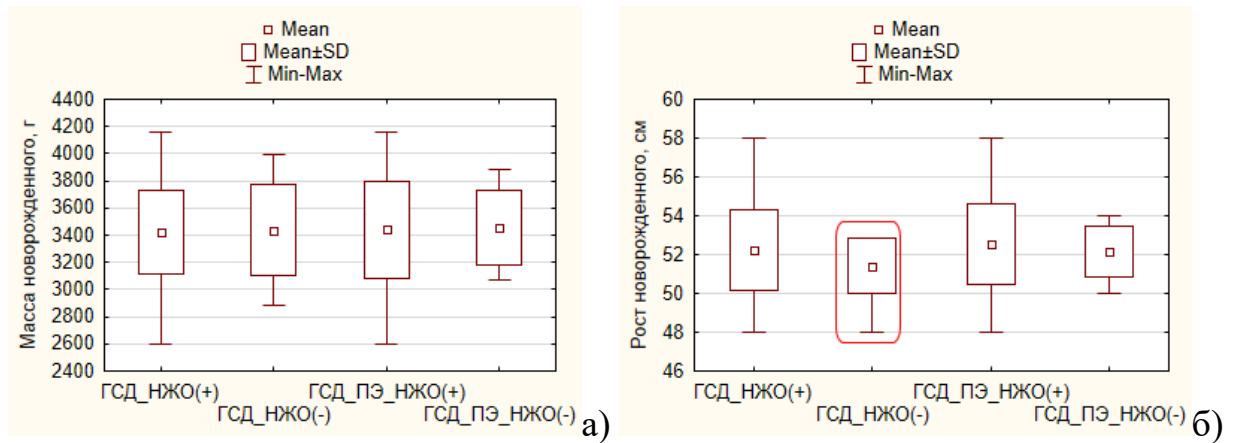 Mean
Mean±SD
Min-Max
Масса новорожденного, г
4400
4200
4000
3800
3600
3400
3200
3000
2800
2600
2400
ГСД_НЖО(+)
ГСД_НЖО(-)
ГСД_ПЭ_НЖО(+)
ГСД_ПЭ_НЖО(-)
а)
Mean
Mean±SD
Min-Max
Рост новорожденного, см
60
58
56
54
52
50
48
46
ГСД_НЖО(+)
ГСД_НЖО(-)
ГСД_ПЭ_НЖО(+)
ГСД_ПЭ_НЖО(-)
б)